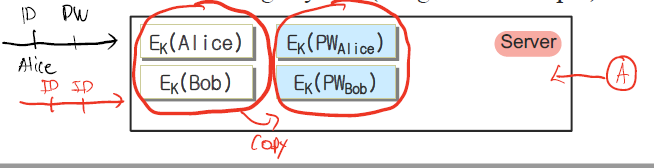 ID PW
Alice
ID ID
E_K(Alice) E_K(PW_Alice)
E_K(Bob) E_K(PW_Bob)
Server
A
Copy